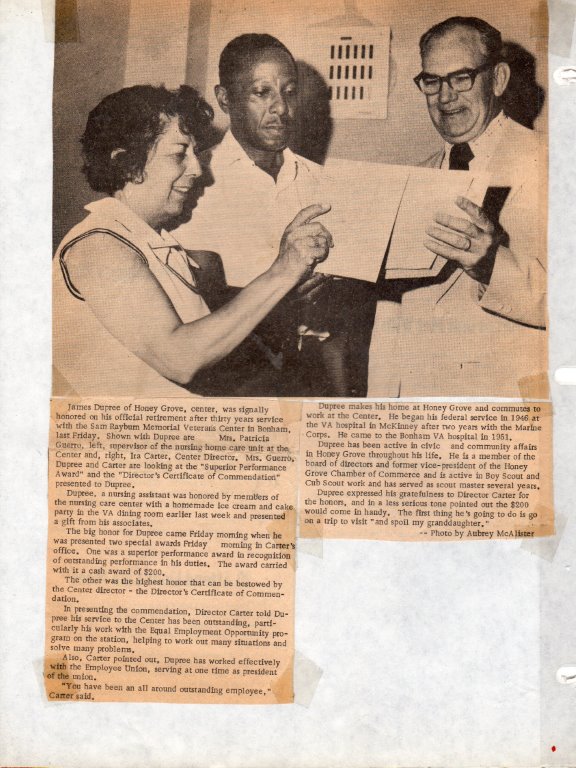 James Dupree of Honey Grove, center, was signally
honored on his official retirement after thirty years service
with the Sam Rayburn Memorial Veterans Center in Bonham,
last Friday. Shown with Dupree are Mrs. Patricia
Guerro, left, supervisor of the nursing home care unit at the
Center and, right, Ira Carter, Center Director. Mrs. Guerro,
Dupree and Carter are looking at the "Superior Performance
Award" and the "Director's Certificate of Commendation"
presented to Dupree.
Dupree, a nursing assistant was honored by members of
the nursing care center with a homemade ice cream and cake
party in the VA dining room earlier last week and presented
a gift from his associates.
The big honor for Dupree came Friday morning when he
was presented two special awards Friday morning in Carter's
office. One was a superior performance award in recognition
of outstanding performance in his duties. The award carried
with it a cash award of $200.
The other was the highest honor that can be bestowed by
the Center director - the Director's Certificate of Commen-
dation.
In presenting the commendation, Director Carter told Du-
pree his service to the Center has been outstanding, parti-
cularly his work with the Equal Employment Opportunity pro-
gram on the station, helping to work out many situations and
solve many problems.
Also, Carter pointed out, Dupree has worked effectively
with the Employee Union, serving at one time as president
of the union.
"You have been an all around outstanding employee,"
Carter said.
Dupree makes his home at Honey Grove and commutes to
work at the Center. He began his federal service in 1946 at
the VA hospital in McKinney after two years with the Marine
Corps. He came to the Bonham VA hospital in 1951.
Dupree has been active in civic and community affairs
in Honey Grove throughout his life. He is a member of the
board of directors and former vice-president of the Honey
Grove Chamber of Commerce and is active in Boy Scout and
Cub Scout work and has served as scout master several years.
Dupree expressed his gratefulness to Director Carter for
the honors, and in a less serious tone pointed out the $200
would come in handy. The first thing he's going to do is go
on a trip to visit "and spoil my granddaughter."
-- Photo by Aubrey McAlister